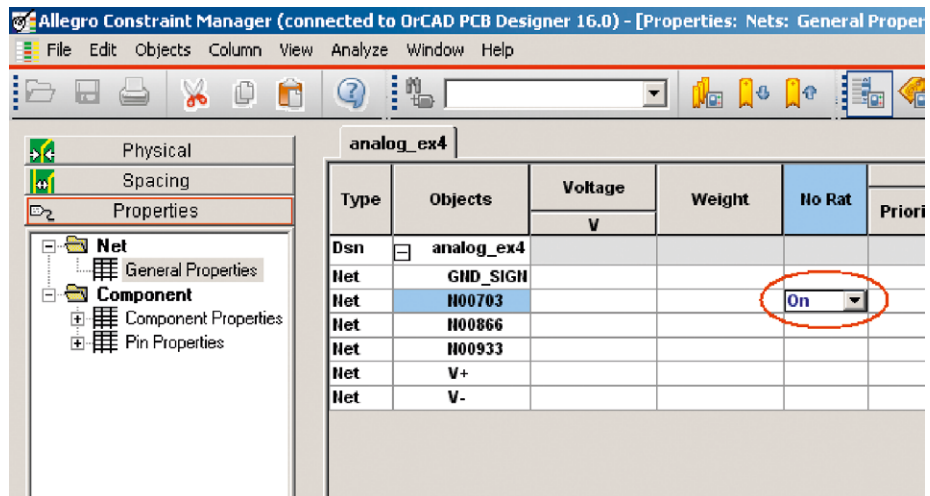 Allegro Constraint Manager (connected to OrCAD PCB Designer 16.0) - [Properties: Nets: General Proper
File Edit Objects Column View Analyze Window Help
Physical
Spacing
Properties
Net
General Properties
Component
Component Properties
Pin Properties
analog_ex4
Type Objects Voltage Weight No Rat Priori
V
Dsn analog_ex4
Net GND_SIGN
Net N00703 On
Net N00866
Net N00933
Net V+
Net V-